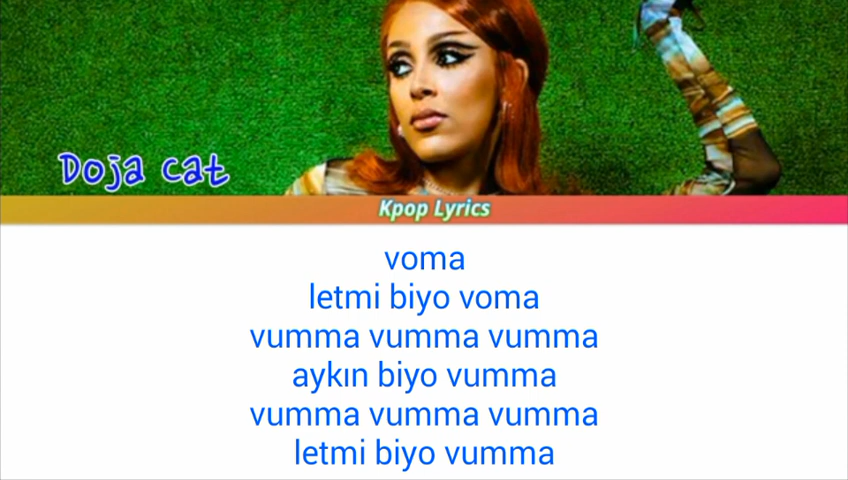 Doja cat
Kpop Lyrics
voma
letmi biyo voma
vumma vumma vumma
aykın biyo vumma
vumma vumma vumma
letmi biyo vumma